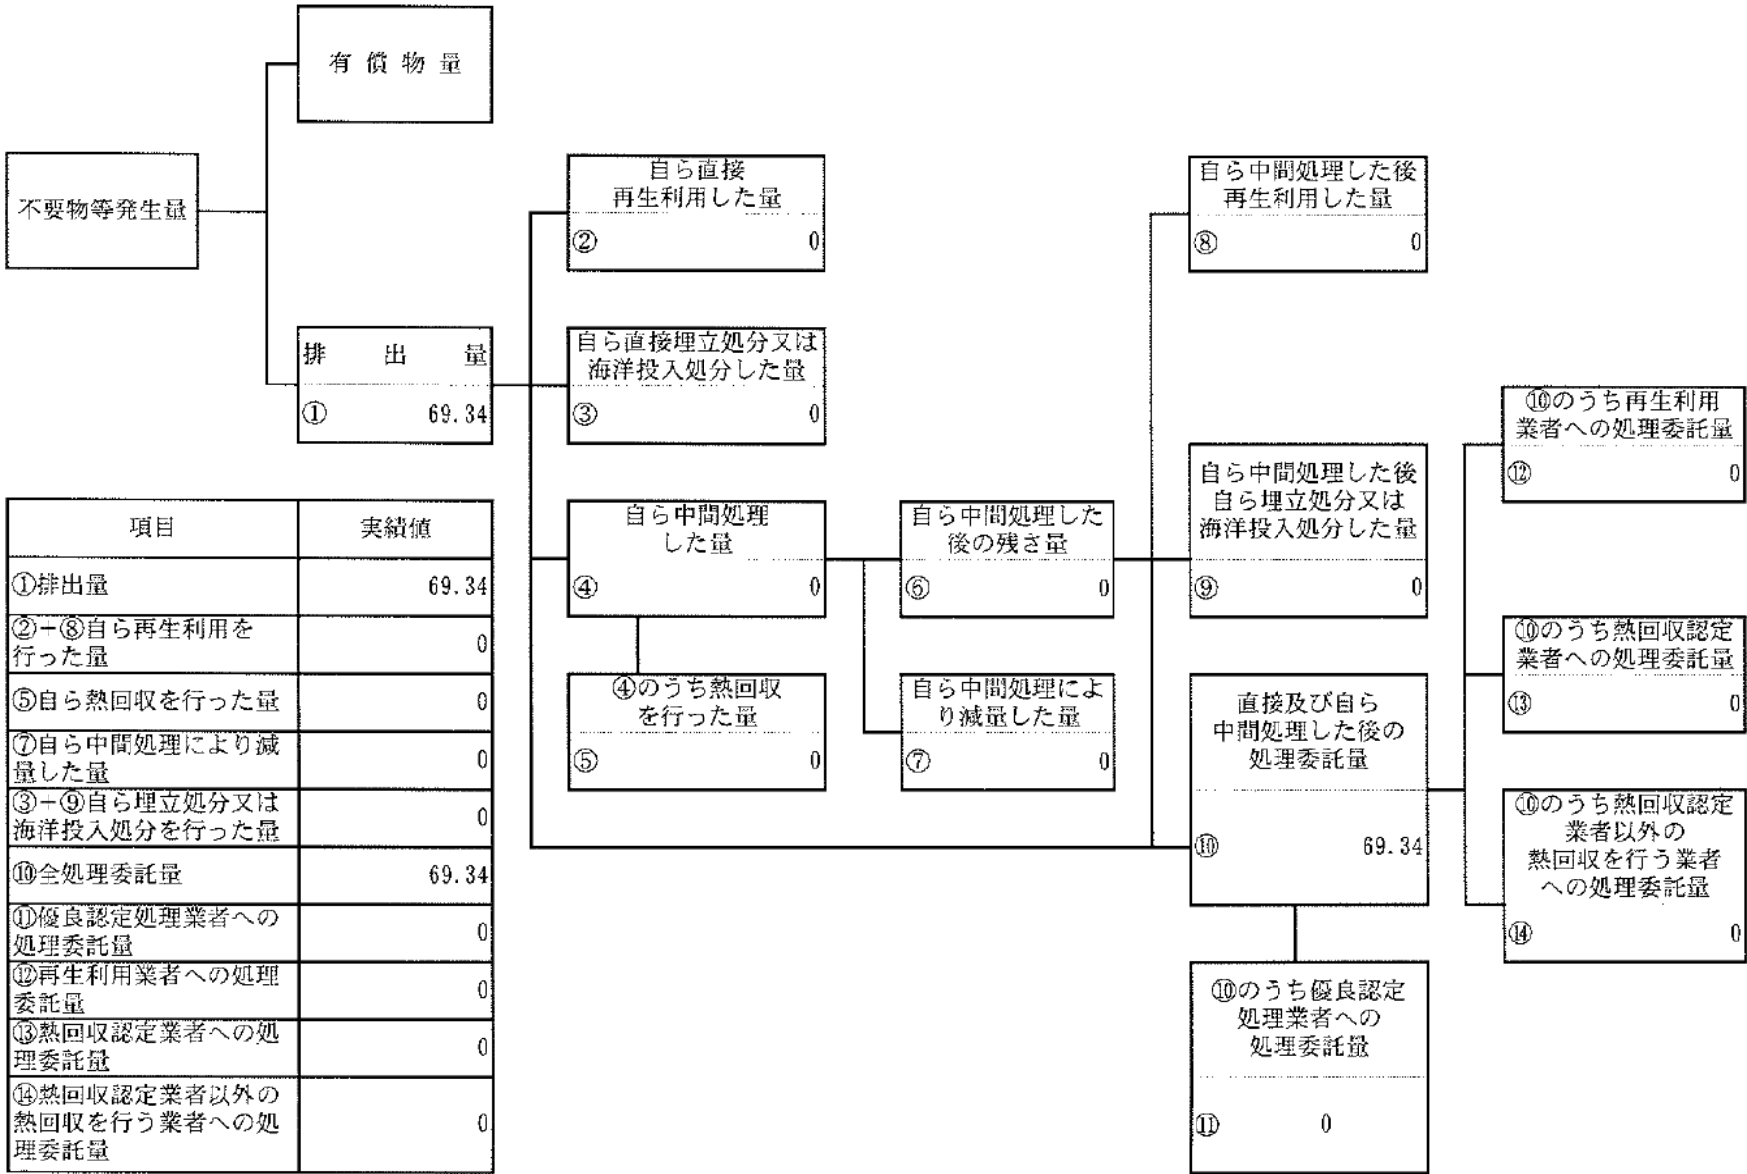 有償物量
不要物等発生量
排出量
① 69.34
自ら直接
再生利用した量
② 0
自ら直接埋立処分又は
海洋投入処分した量
③ 0
自ら中間処理
した量
④ 0
④のうち熱回収
を行った量
⑤ 0
自ら中間処理した
後の残さ量
⑥ 0
自ら中間処理によ
り減量した量
⑦ 0
自ら中間処理した後
再生利用した量
⑧ 0
自ら中間処理した後
自ら埋立処分又は
海洋投入処分した量
⑨ 0
直接及び自ら
中間処理した後の
処理委託量
⑩ 69.34
⑩のうち優良認定
処理業者への
処理委託量
⑪ 0
⑩のうち再生利用
業者への処理委託量
⑫ 0
⑩のうち熱回収認定
業者への処理委託量
⑬ 0
⑩のうち熱回収認定
業者以外の
熱回収を行う業者
への処理委託量
⑭ 0
項目 実績値
①排出量 69.34
②+⑧自ら再生利用を
行った量 0
⑤自ら熱回収を行った量 0
⑦自ら中間処理により減
量した量 0
③+⑨自ら埋立処分又は
海洋投入処分を行った量 0
⑩全処理委託量 69.34
⑪優良認定処理業者への
処理委託量 0
⑫再生利用業者への処理
委託量 0
⑬熱回収認定業者への処
理委託量 0
⑭熱回収認定業者以外の
熱回収を行う業者への処
理委託量 0